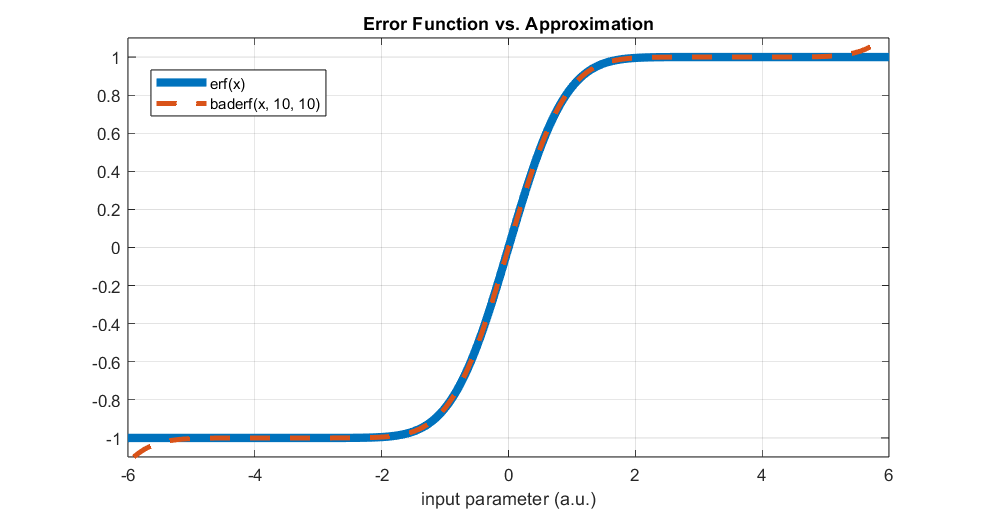 Error Function vs. Approximation
erf(x)
baderf(x, 10, 10)
1
0.8
0.6
0.4
0.2
0
-0.2
-0.4
-0.6
-0.8
-1
-6 -4 -2 0 2 4 6
input parameter (a.u.)